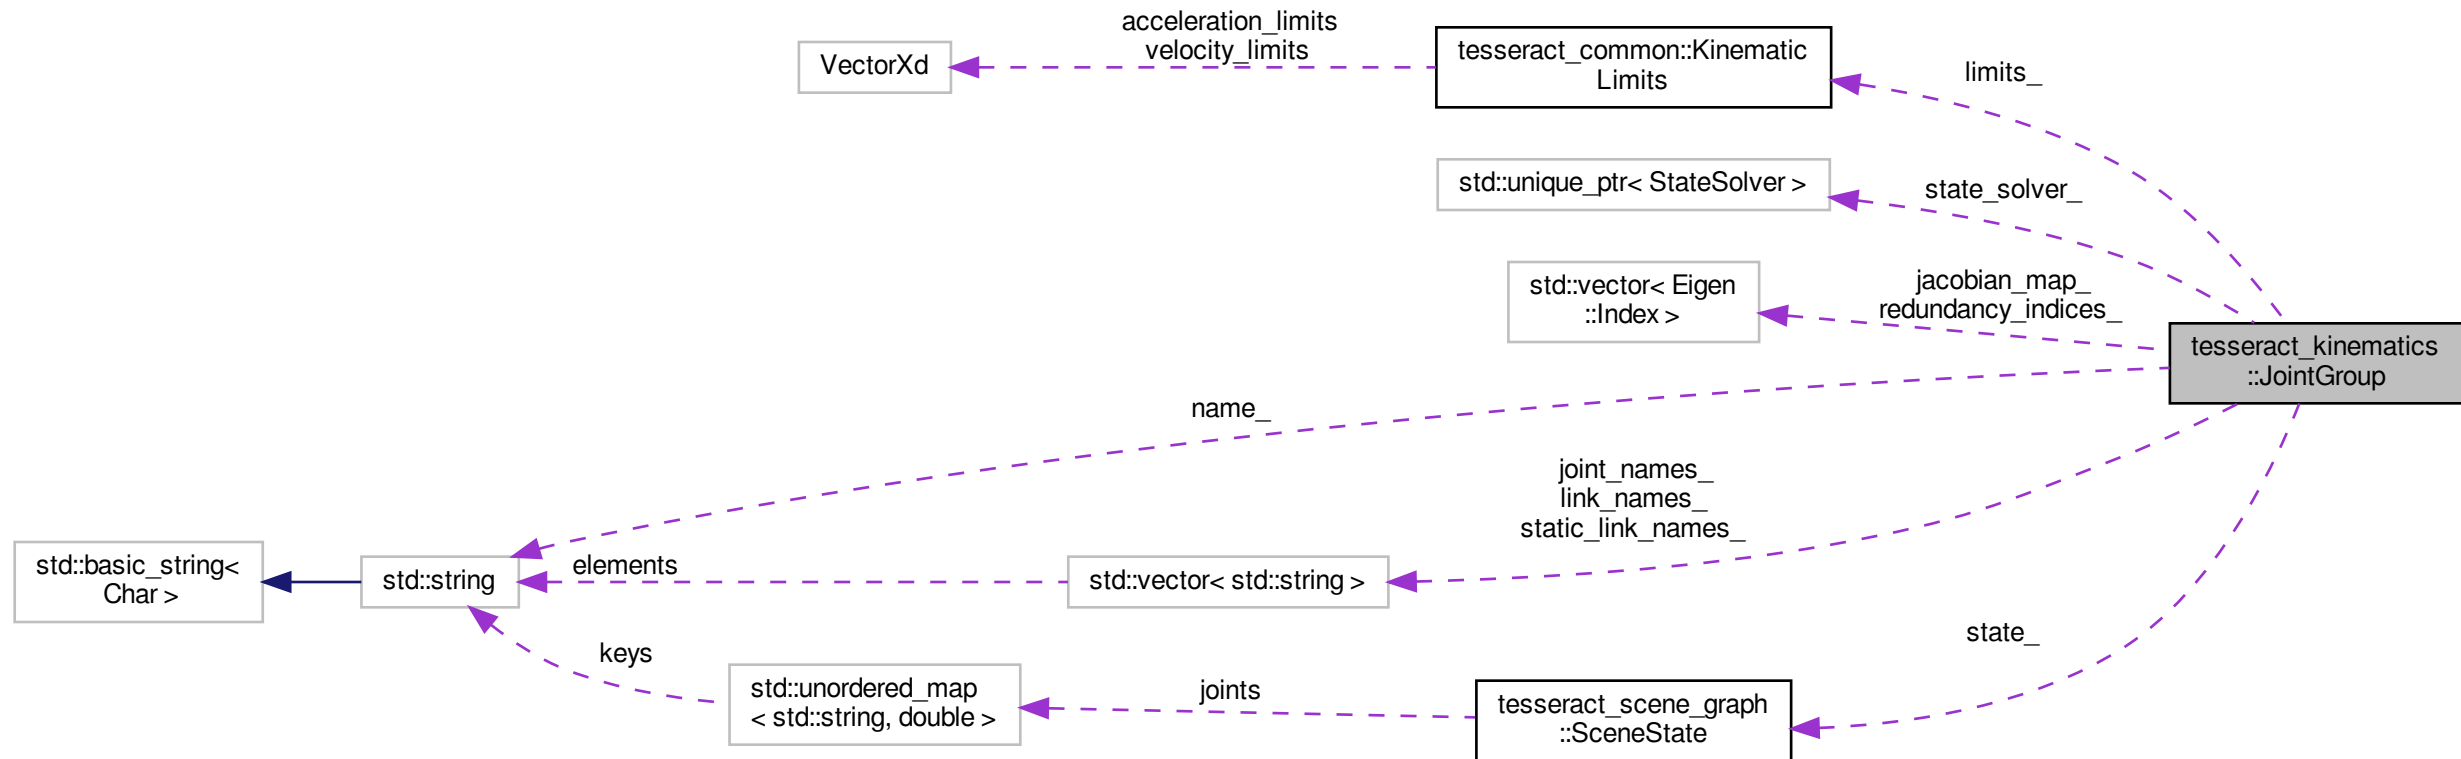 acceleration_limits
velocity_limits
VectorXd
tesseract_common::Kinematic
Limits
limits_
std::unique_ptr< StateSolver >
state_solver_
std::vector< Eigen
::Index >
jacobian_map_
redundancy_indices_
tesseract_kinematics
::JointGroup
name_
joint_names_
link_names_
static_link_names_
std::basic_string<
Char >
std::string
elements
std::vector< std::string >
keys
std::unordered_map
< std::string, double >
joints
tesseract_scene_graph
::SceneState
state_